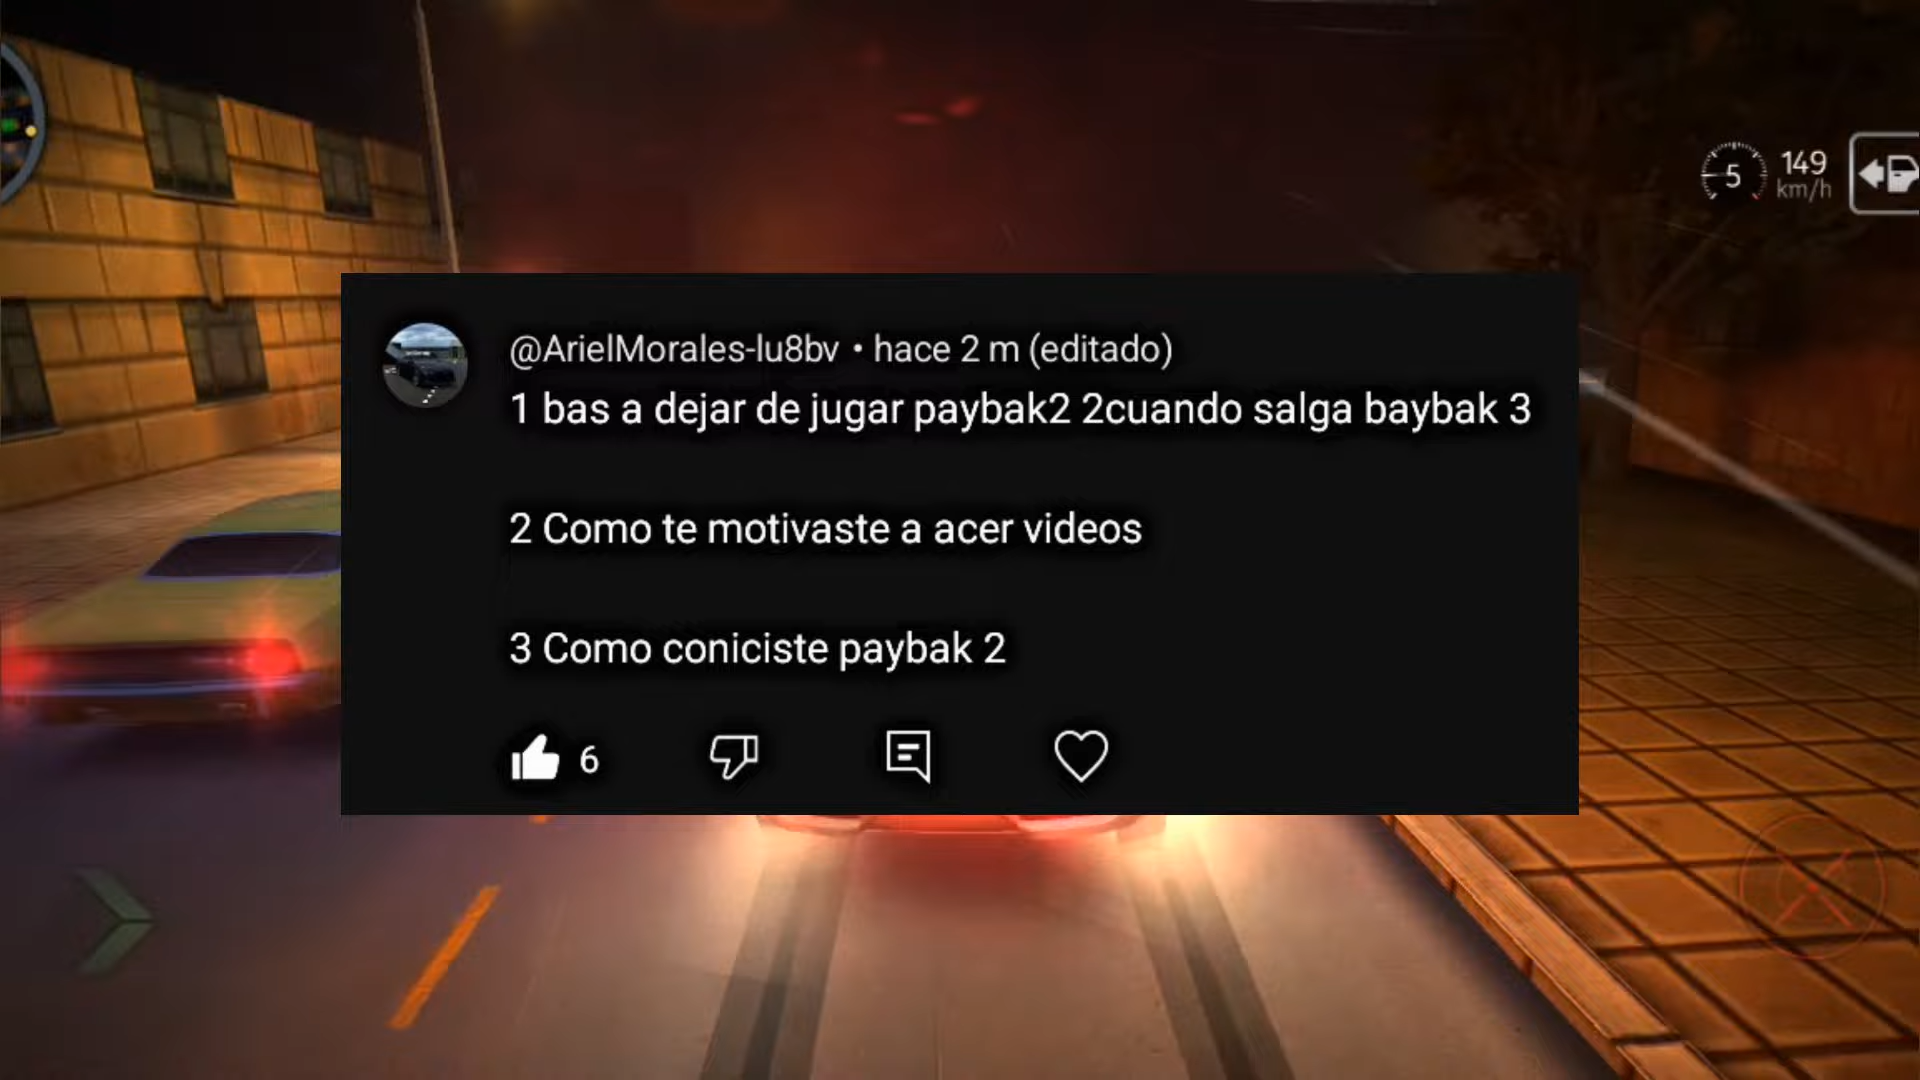 5 149
km/h
@ArielMorales-lu8bv • hace 2 m (editado)
1 bas a dejar de jugar paybak2 2cuando salga baybak 3
2 Como te motivaste a acer videos
3 Como coniciste paybak 2
6